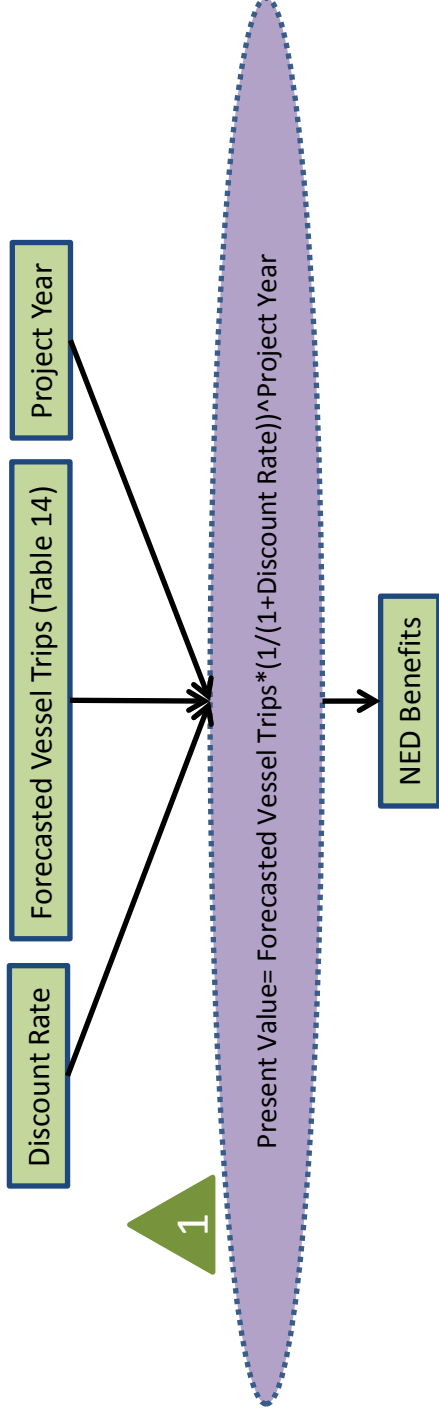 Discount Rate
Forecasted Vessel Trips (Table 14)
Project Year
1
Present Value= Forecasted Vessel Trips*(1/(1+Discount Rate))^Project Year
NED Benefits